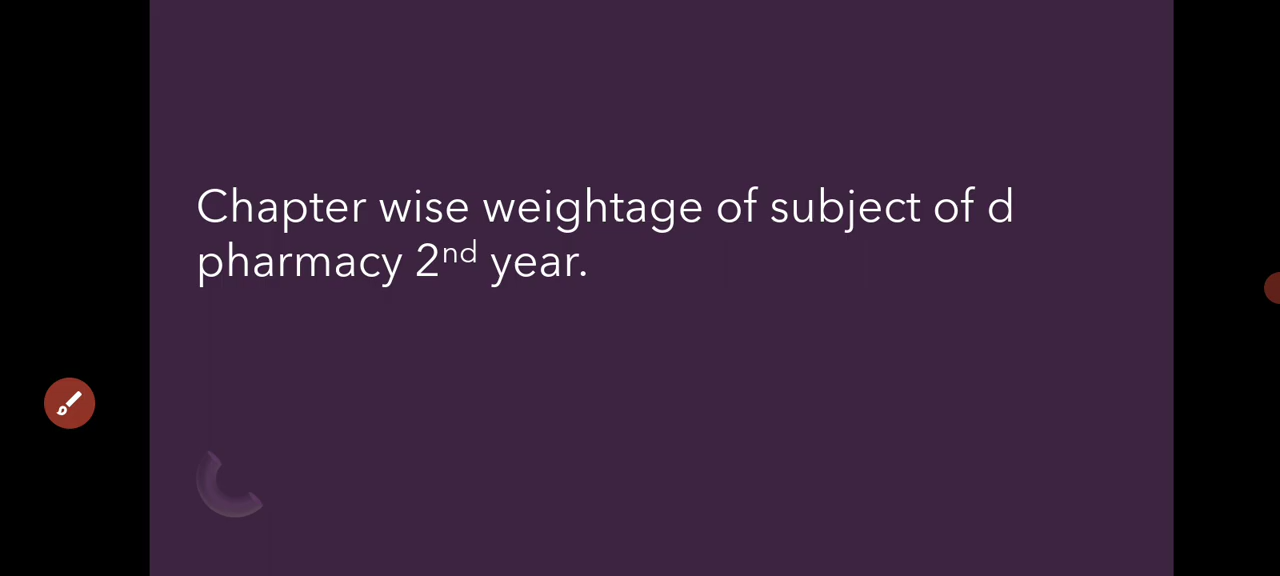 Chapter wise weightage of subject of d
pharmacy 2nd year.